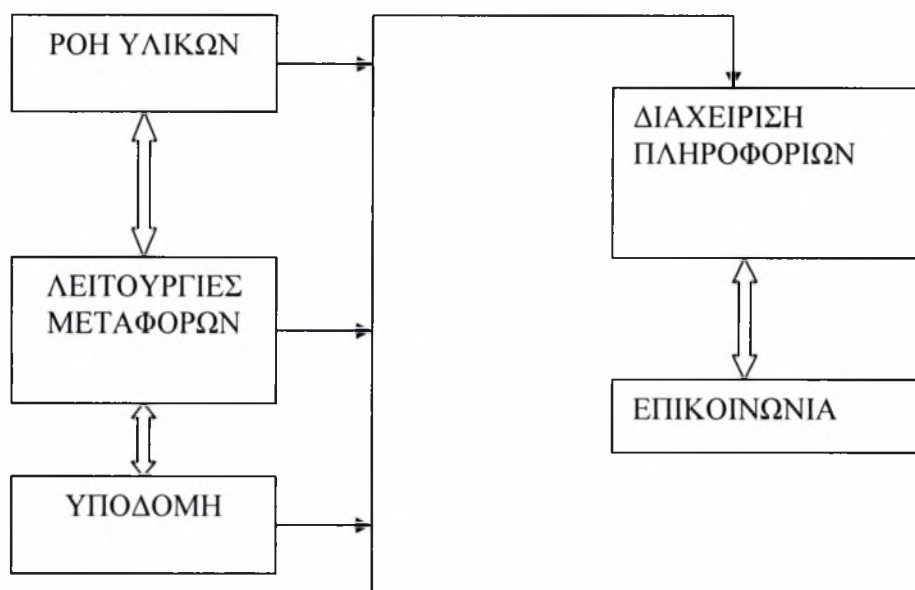 ΡΟΗ ΥΛΙΚΩΝ
ΛΕΙΤΟΥΡΓΙΕΣ
ΜΕΤΑΦΟΡΩΝ
ΥΠΟΔΟΜΗ
ΔΙΑΧΕΙΡΙΣΗ
ΠΛΗΡΟΦΟΡΙΩΝ
ΕΠΙΚΟΙΝΩΝΙΑ